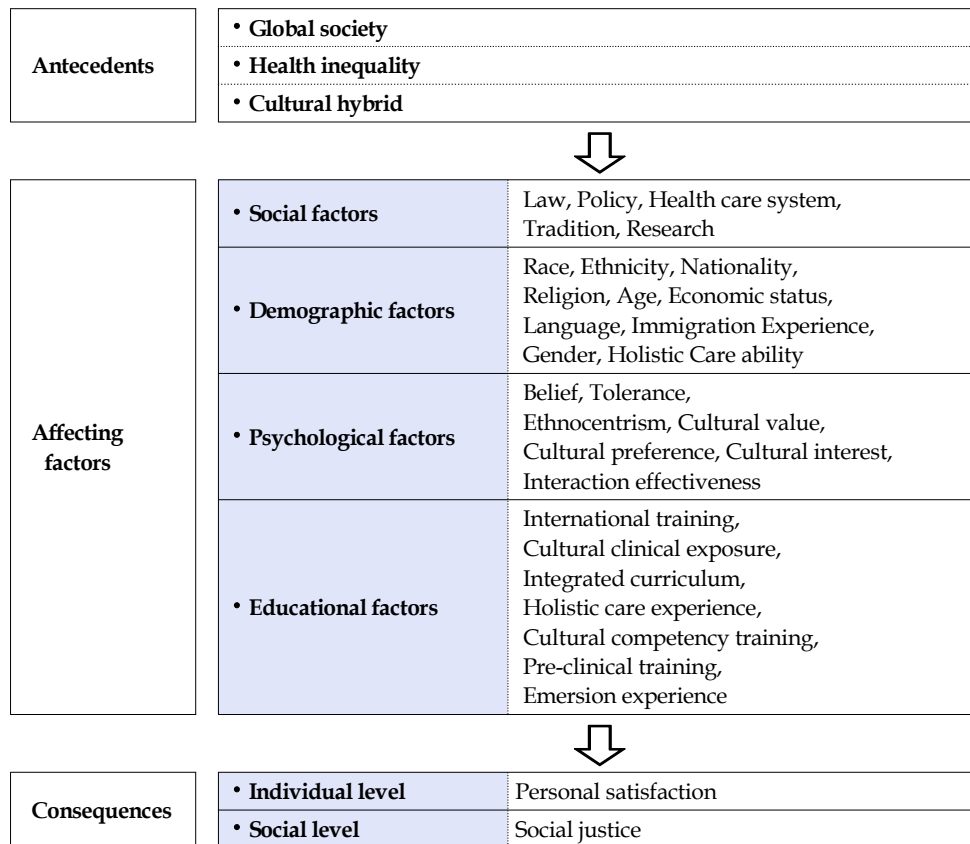 Antecedents
• Global society
• Health inequality
• Cultural hybrid
Affecting
factors
• Social factors
Law, Policy, Health care system,
Tradition, Research
• Demographic factors
Race, Ethnicity, Nationality,
Religion, Age, Economic status,
Language, Immigration Experience,
Gender, Holistic Care ability
• Psychological factors
Belief, Tolerance,
Ethnocentrism, Cultural value,
Cultural preference, Cultural interest,
Interaction effectiveness
• Educational factors
International training,
Cultural clinical exposure,
Integrated curriculum,
Holistic care experience,
Cultural competency training,
Pre-clinical training,
Emersion experience
Consequences
• Individual level
Personal satisfaction
• Social level
Social justice